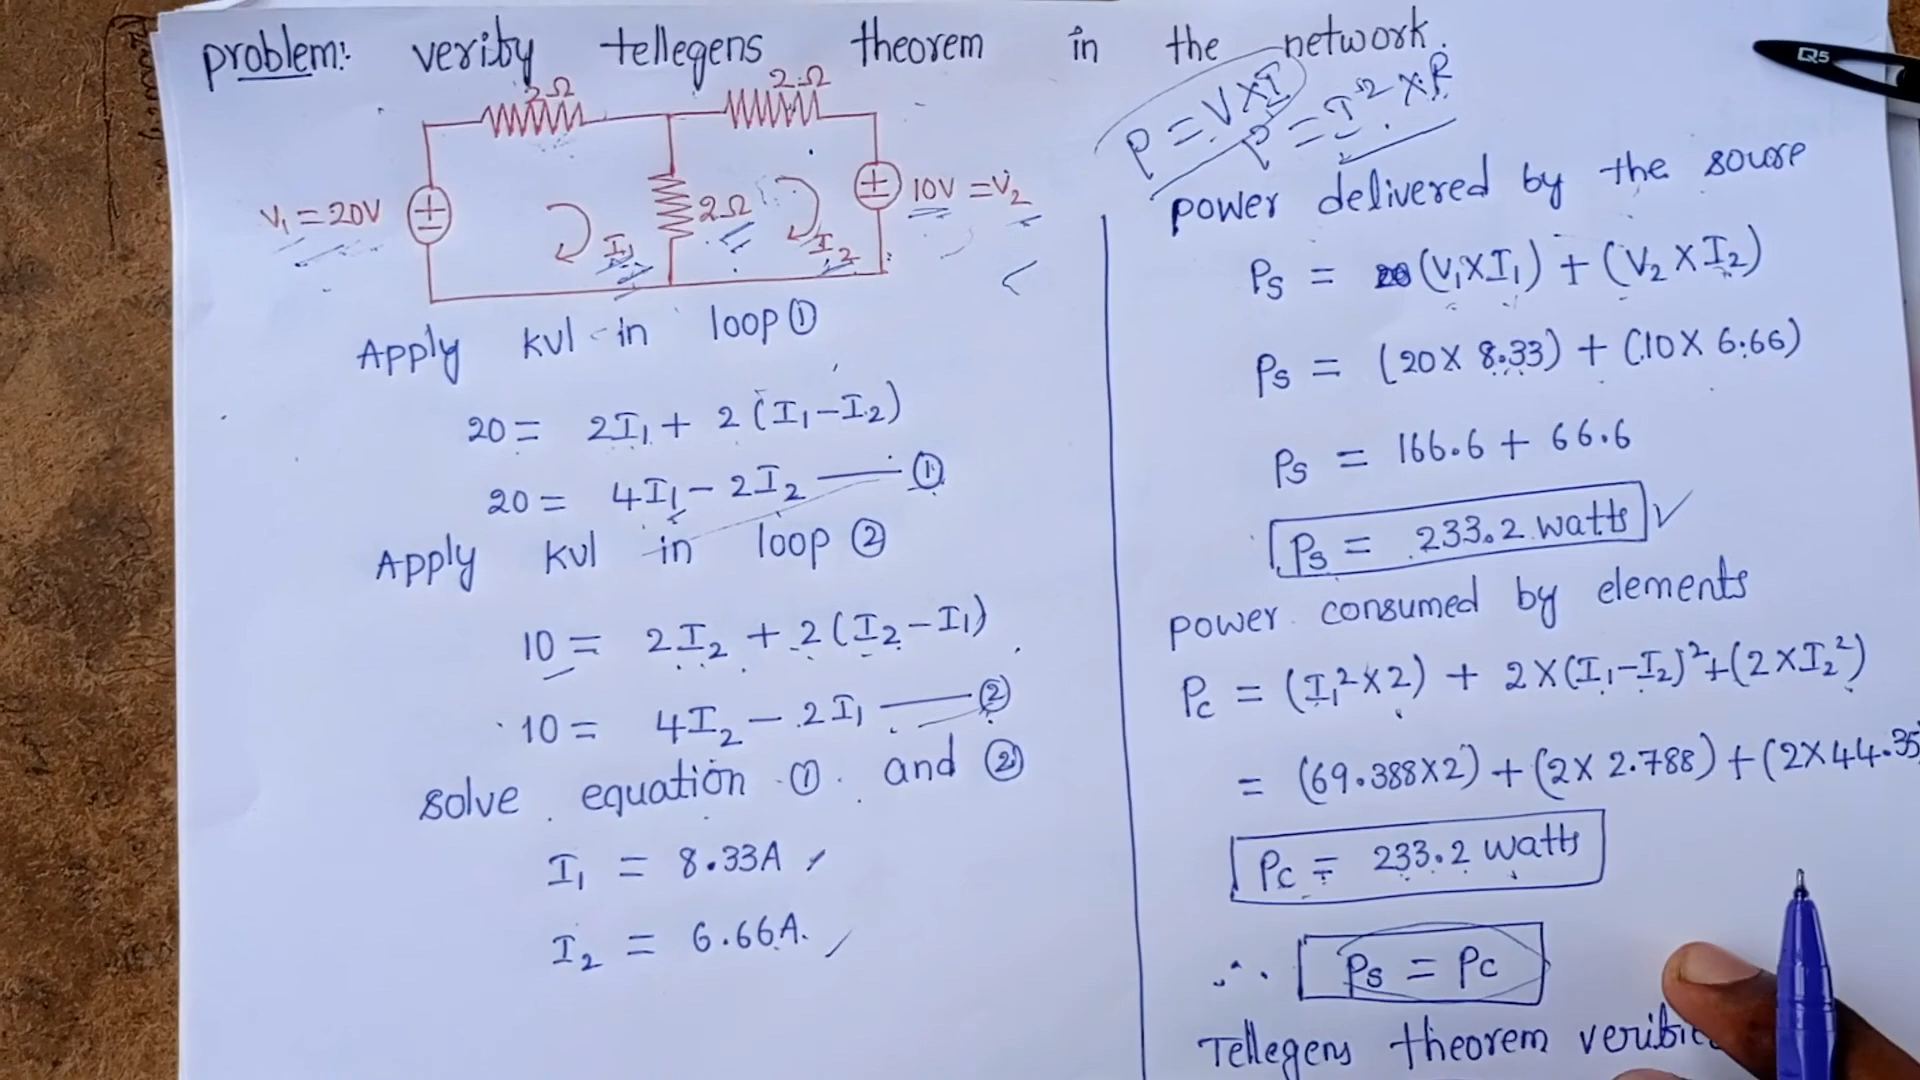 problem:- veriby tellegens theorem in the network.
2Ω
2Ω
V₁ = 20V
2Ω
I₁
I₂
10V = V₂
Apply kvl in loop ①
20 = 2I₁ + 2 (I₁ - I₂)
20 = 4I₁ - 2I₂ —— ①
Apply kvl in loop ②
10 = 2I₂ + 2 (I₂ - I₁)
10 = 4I₂ - 2I₁ —— ②
solve equation ① and ②
I₁ = 8.33A
I₂ = 6.66A.
P = V×I
P = I² × R
power delivered by the sourse
Ps = (V₁×I₁) + (V₂ × I₂)
Ps = (20 × 8.33) + (10 × 6.66)
Ps = 166.6 + 66.6
Ps = 233.2 watts ✓
power consumed by elements
Pc = (I₁²×2) + 2×(I₁-I₂)² + (2×I₂²)
= (69.388×2) + (2×2.788) + (2×44.35
Pc = 233.2 watts
∴ Ps = Pc
Tellegens theorem
Q5